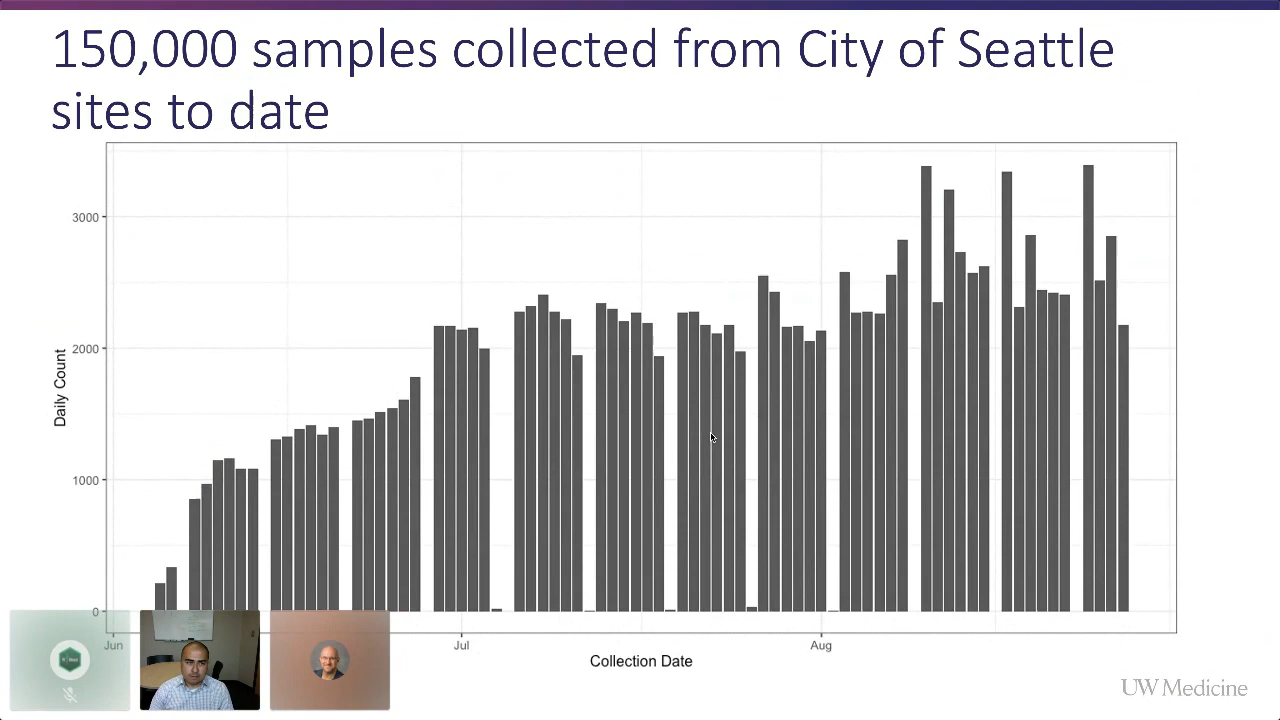 150,000 samples collected from City of Seattle
sites to date
3000
2000
1000
0
Daily Count
Jun
Jul
Aug
Collection Date
UW Medicine